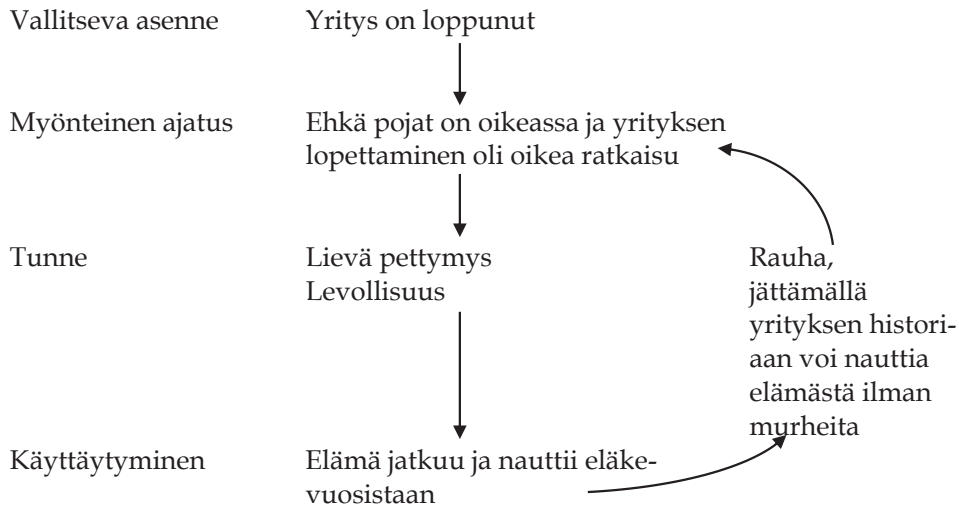 Vallitseva asenne Yritys on loppunut
Myönteinen ajatus Ehkä pojat on oikeassa ja yrityksen
lopettaminen oli oikea ratkaisu
Tunne Lievä pettymys
Levollisuus
Rauha,
jättämällä
yrityksen histori-
aan voi nauttia
elämästä ilman
murheita
Käyttäytyminen Elämä jatkuu ja nauttii eläke-
vuosistaan